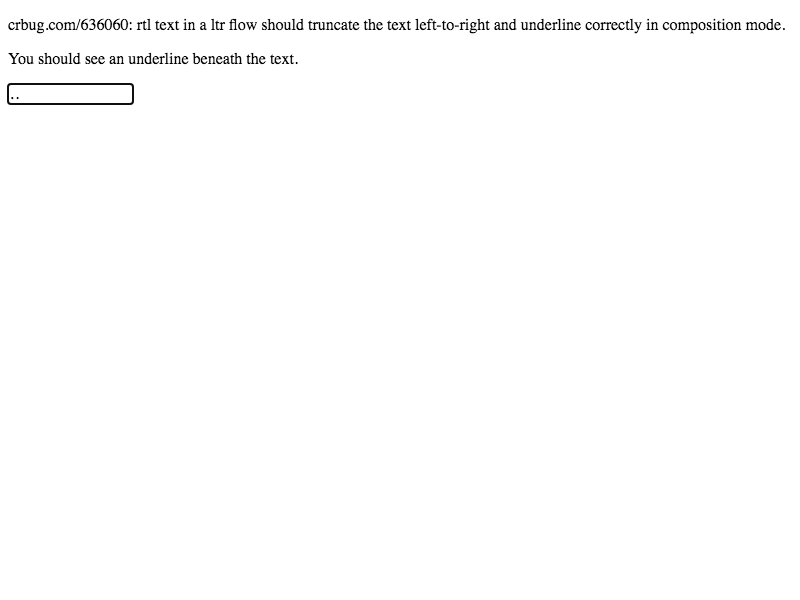 crbug.com/636060: rtl text in a ltr flow should truncate the text left-to-right and underline correctly in composition mode.
You should see an underline beneath the text.
..